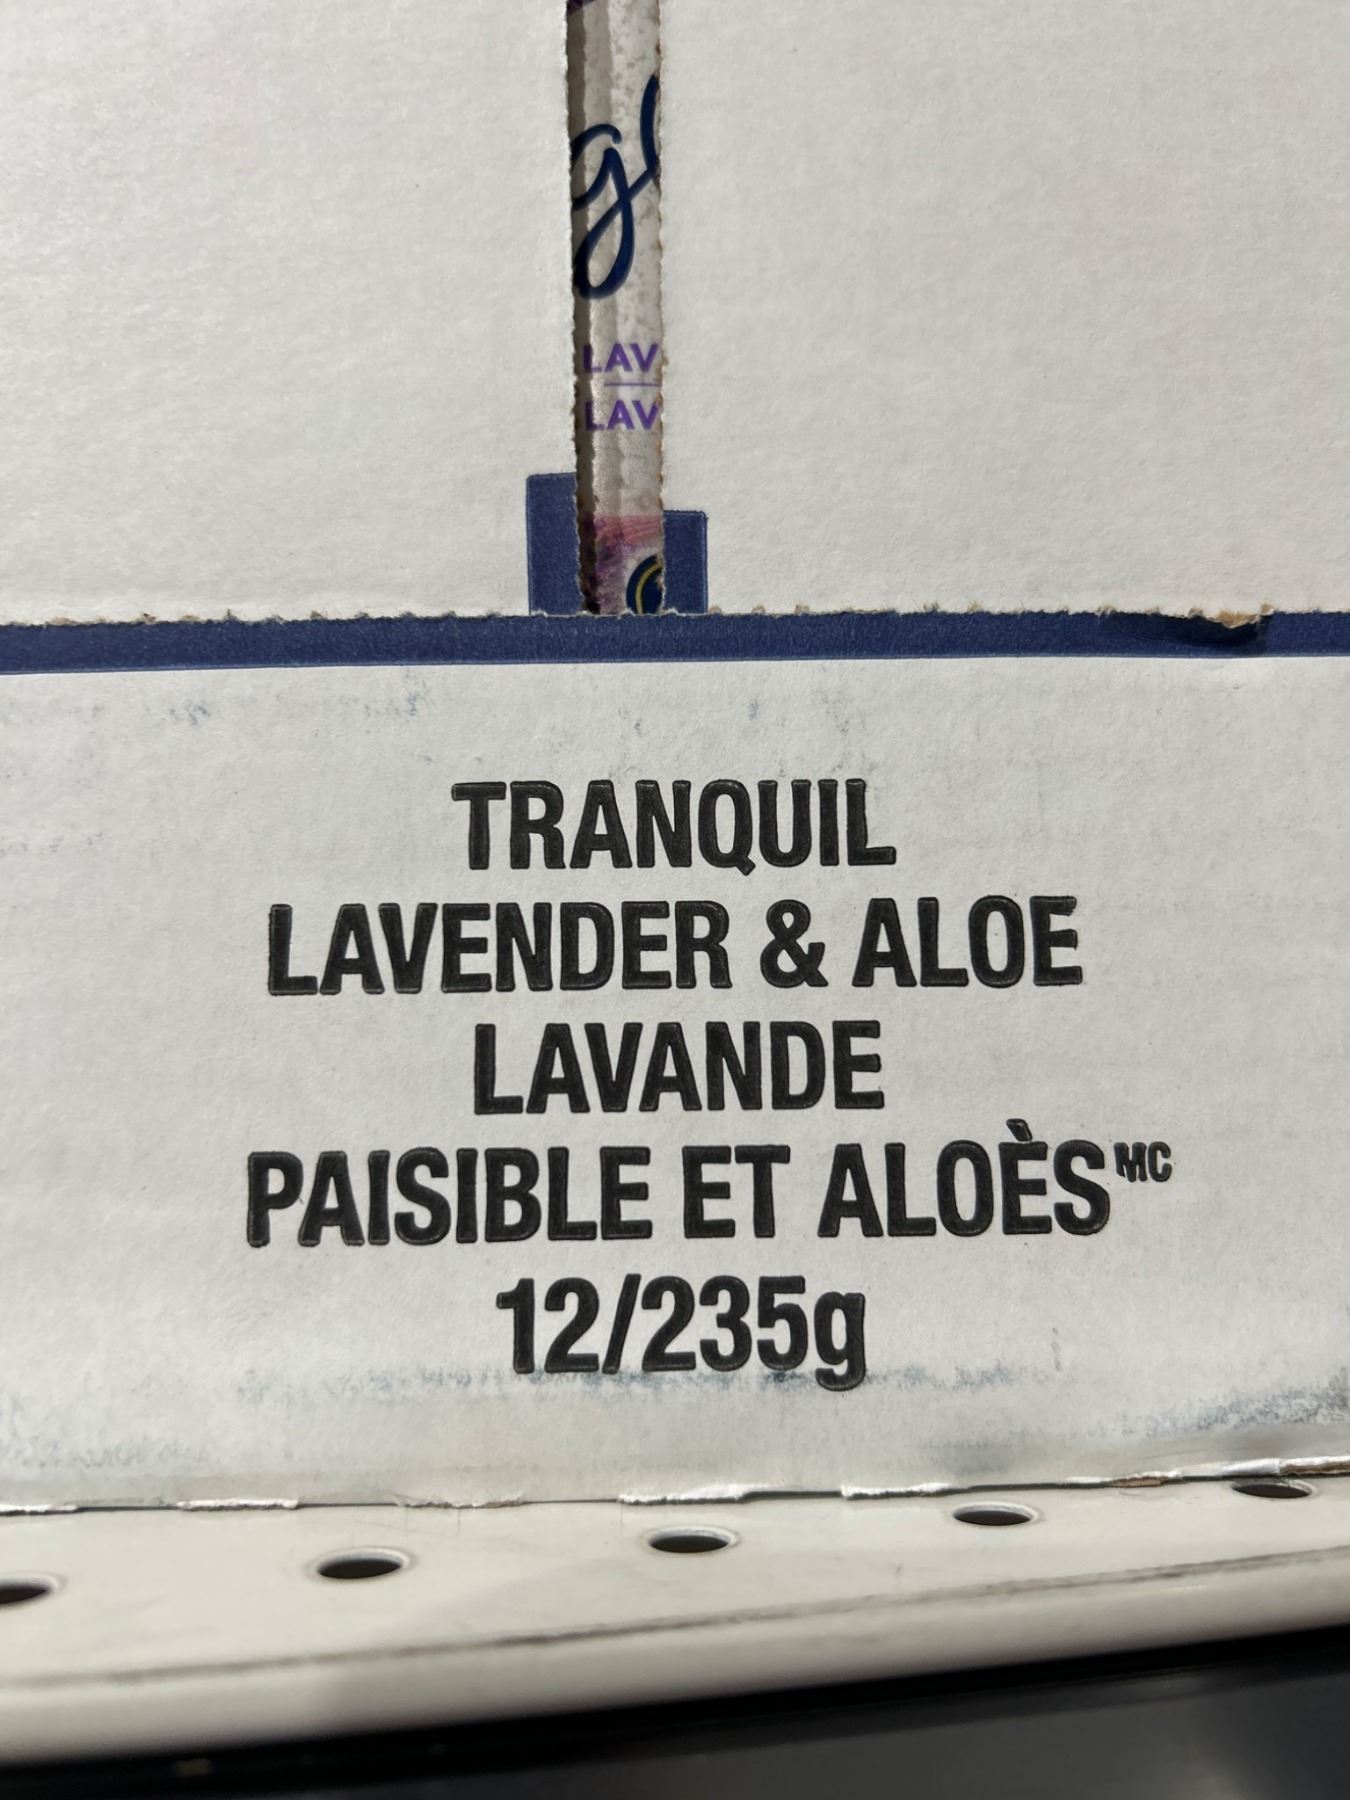 LAV
LAV
TRANQUIL
LAVENDER & ALOE
LAVANDE
PAISIBLE ET ALOÈS MC
12/235g